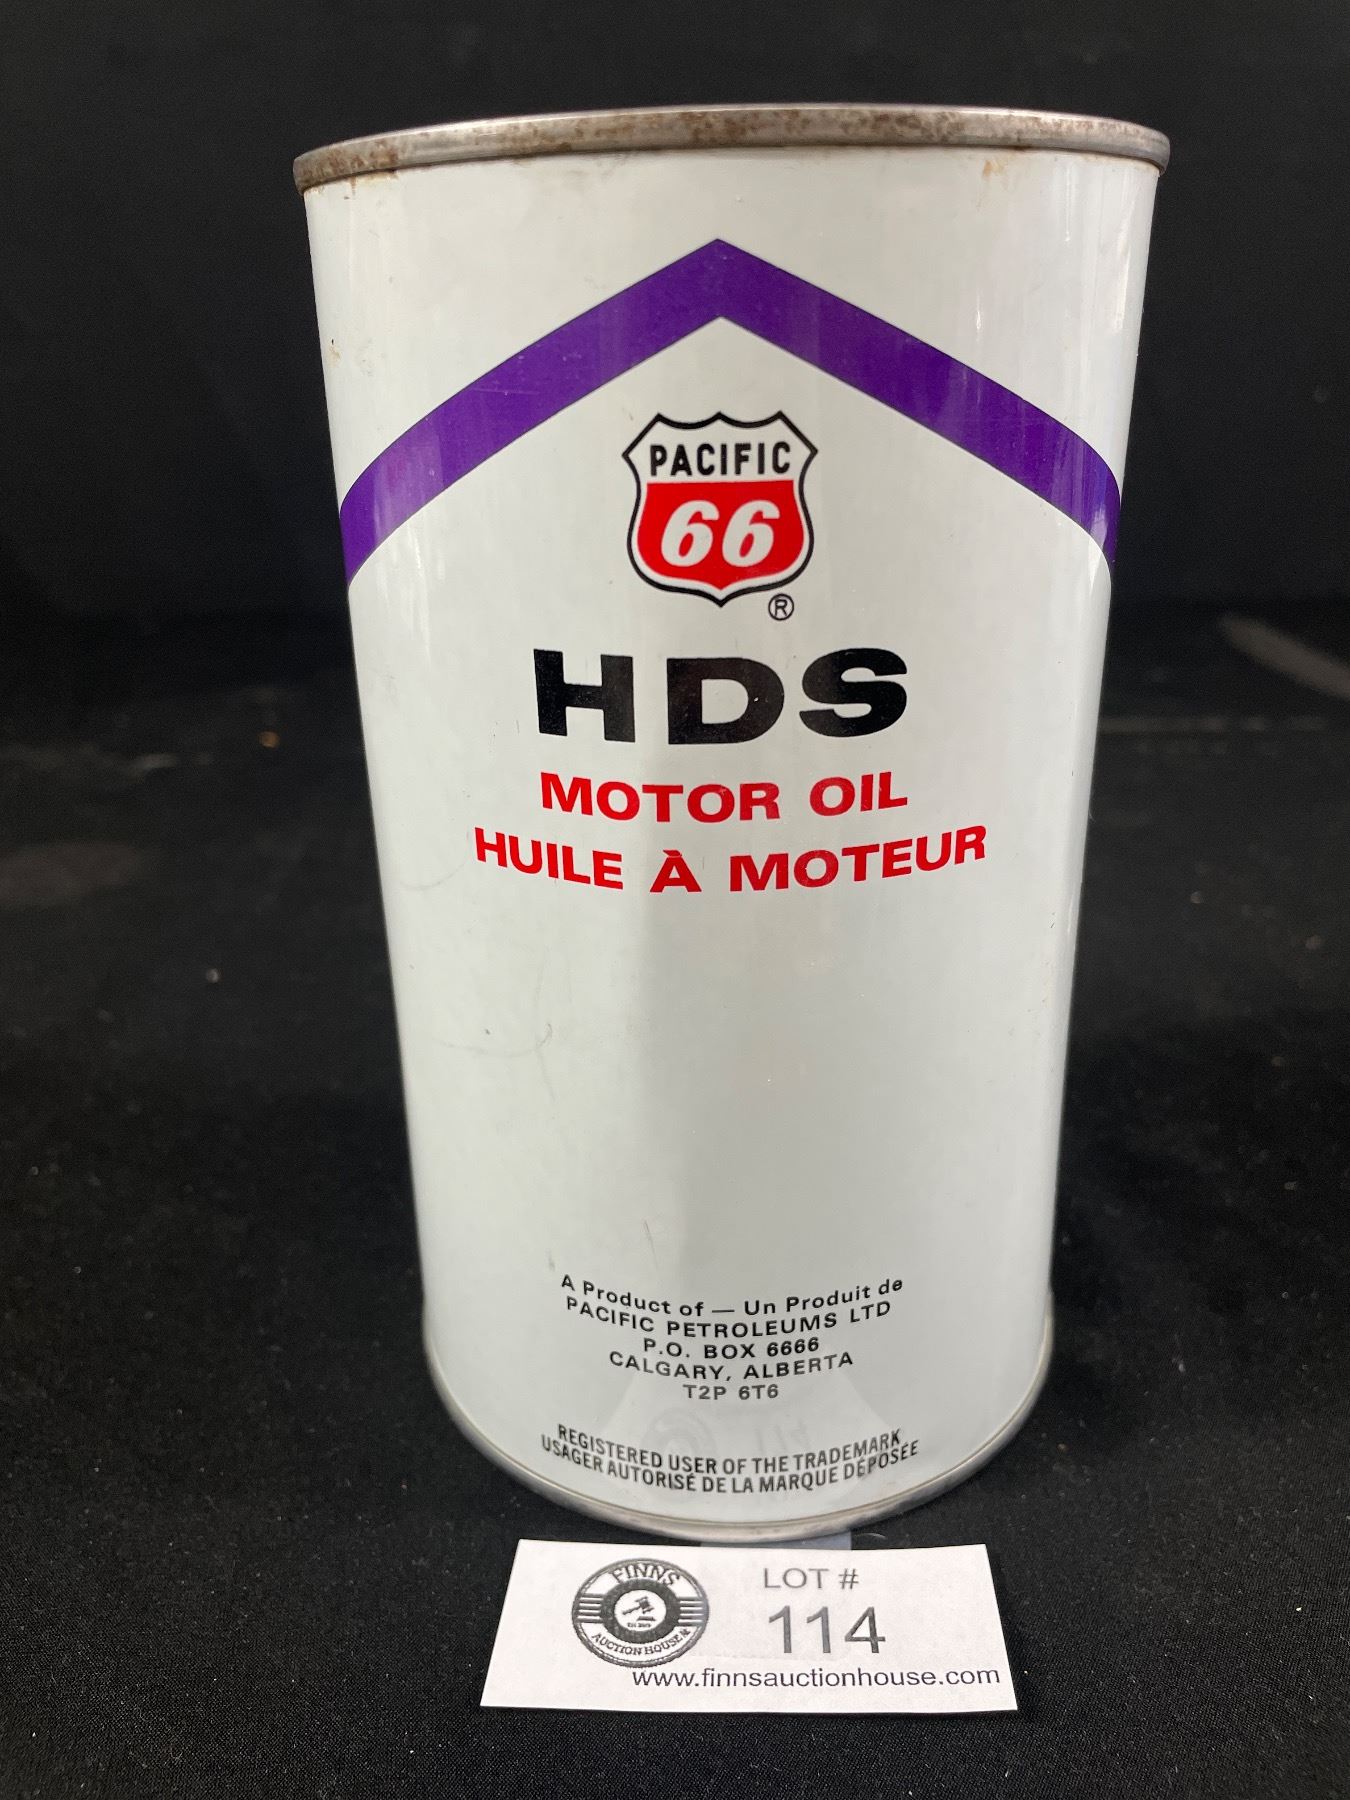 PACIFIC
66
®
HDS
MOTOR OIL
HUILE À MOTEUR
A Product of — Un Produit de
PACIFIC PETROLEUMS LTD
P.O. BOX 6666
CALGARY, ALBERTA
T2P 6T6
REGISTERED USER OF THE TRADEMARK
USAGER AUTORISÉ DE LA MARQUE DÉPOSÉE
FINNS
AUCTION HOUSE
LOT #
114
www.finnsauctionhouse.com